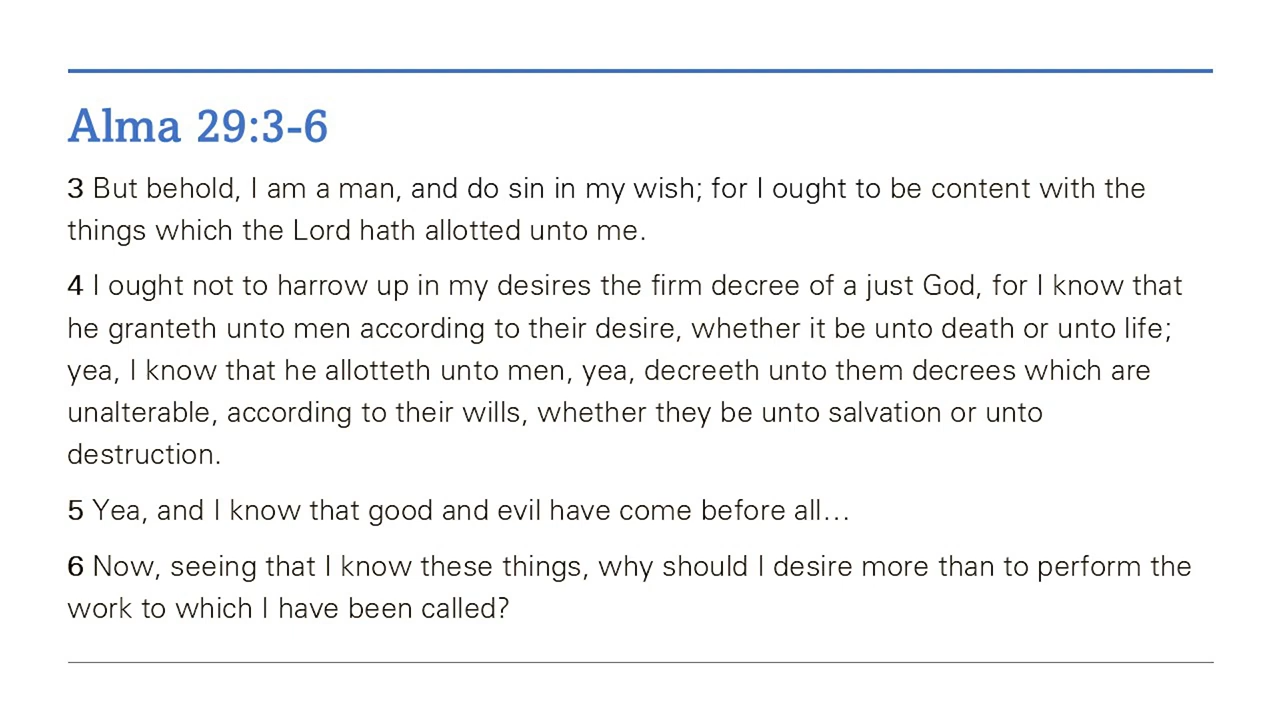 Alma 29:3-6
3 But behold, I am a man, and do sin in my wish; for I ought to be content with the
things which the Lord hath allotted unto me.
4 I ought not to harrow up in my desires the firm decree of a just God, for I know that
he granteth unto men according to their desire, whether it be unto death or unto life;
yea, I know that he allotteth unto men, yea, decreeth unto them decrees which are
unalterable, according to their wills, whether they be unto salvation or unto
destruction.
5 Yea, and I know that good and evil have come before all...
6 Now, seeing that I know these things, why should I desire more than to perform the
work to which I have been called?